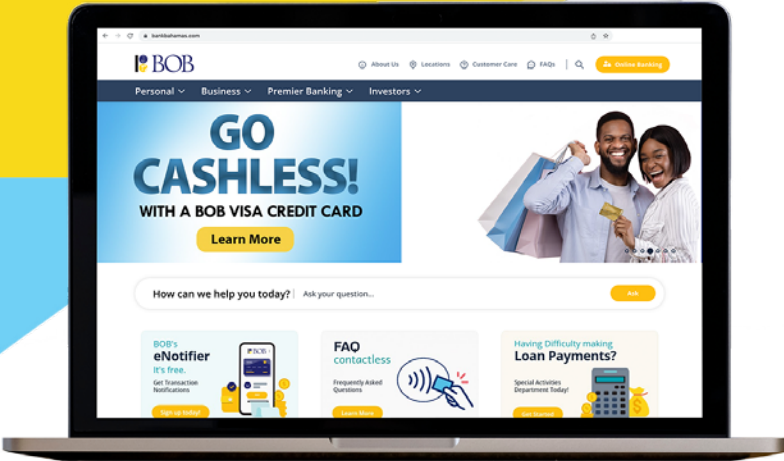 bankbahamas.com
BOB
About Us
Locations
Customer Care
FAQs
Online Banking
Personal
Business
Premier Banking
Investors
GO
CASHLESS!
WITH A BOB VISA CREDIT CARD
Learn More
How can we help you today?
Ask your question...
Ask
BOB's
eNotifier
It's free.
Get Transaction
Notifications
Sign up today!
BOB
FAQ
contactless
Frequently Asked
Questions
Learn More
Having Difficulty making
Loan Payments?
Special Activities
Department Today!
Get Started